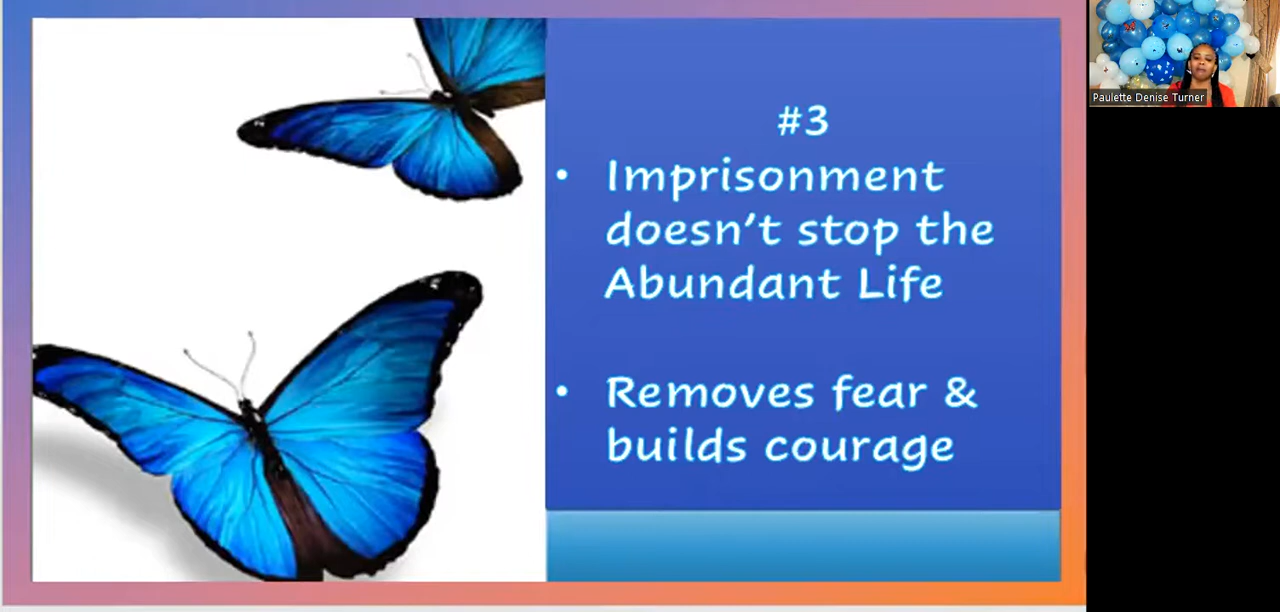 #3
• Imprisonment
doesn't stop the
Abundant Life
• Removes fear &
builds courage
Paulette Denise Turner